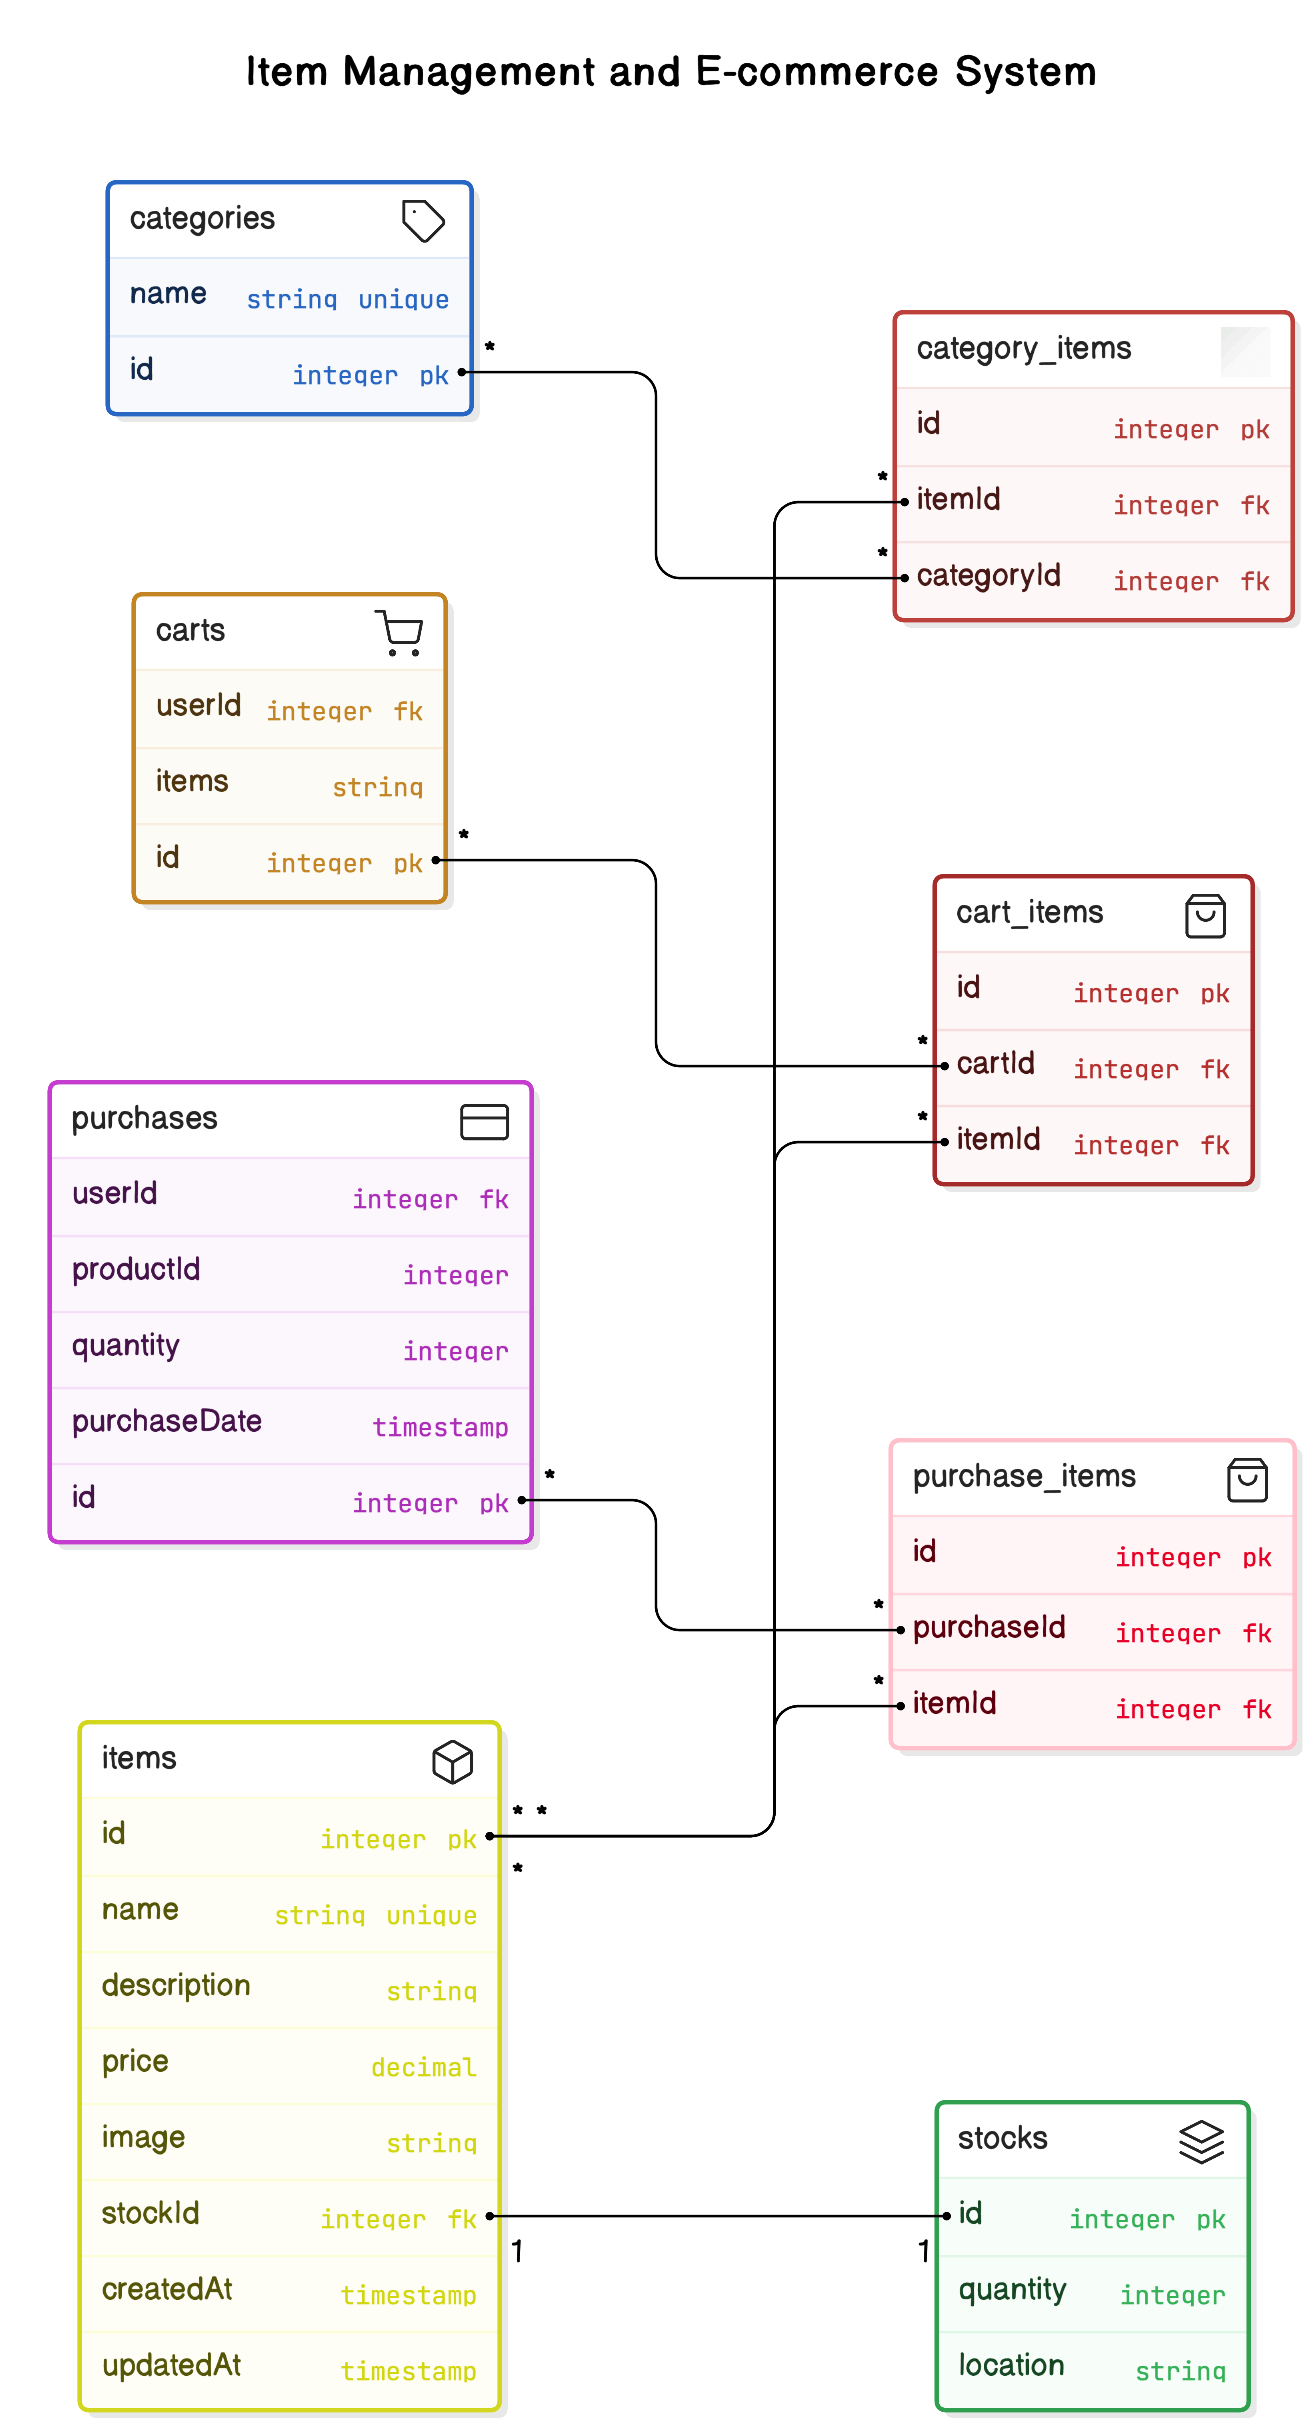 Item Management and E-commerce System
categories
name string unique
id integer pk
*
category_items
id integer pk
* itemId integer fk
* categoryId integer fk
carts
userId integer fk
items string
id integer pk
*
cart_items
id integer pk
* cartId integer fk
* itemId integer fk
purchases
userId integer fk
productId integer
quantity integer
purchaseDate timestamp
id integer pk
*
purchase_items
id integer pk
* purchaseId integer fk
* itemId integer fk
items
id integer pk
* *
*
name string unique
description string
price decimal
image string
stockId integer fk
1
createdAt timestamp
updatedAt timestamp
stocks
id integer pk
1
quantity integer
location string